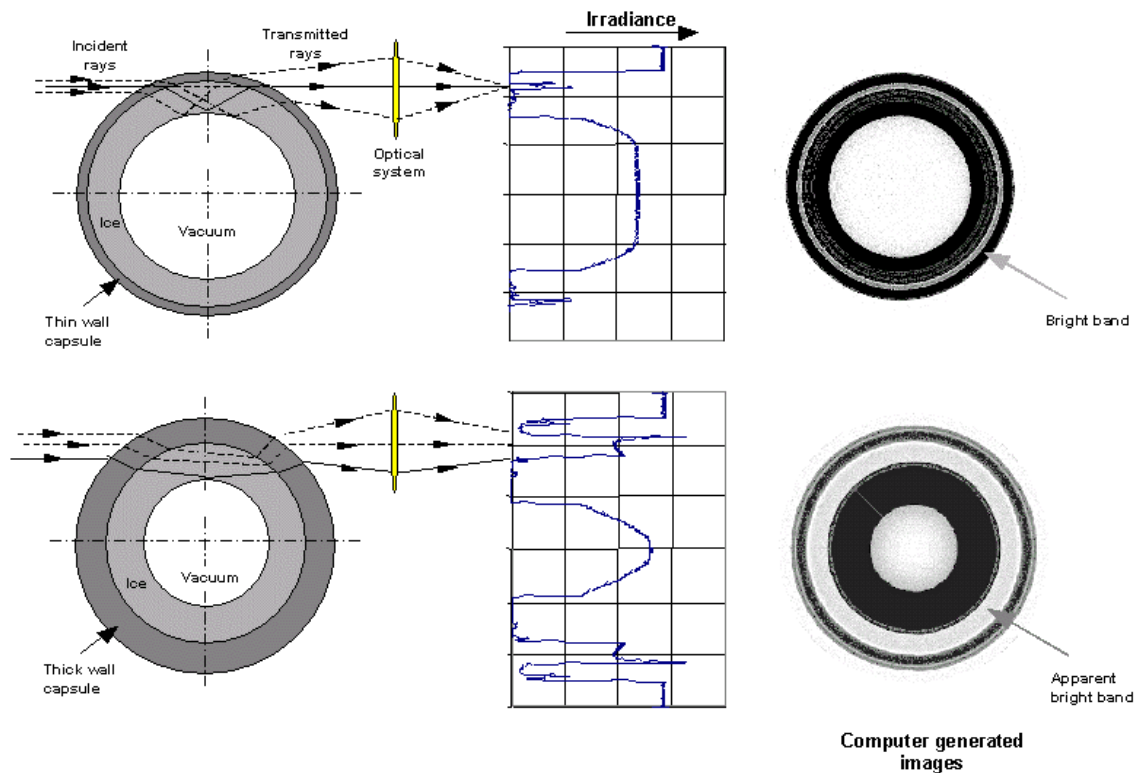 Irradiance
Incident
rays
Transmitted
rays
Optical
system
Ice
Vacuum
Thin wall
capsule
Bright band
Ice
Vacuum
Thick wall
capsule
Apparent
bright band
Computer generated
images